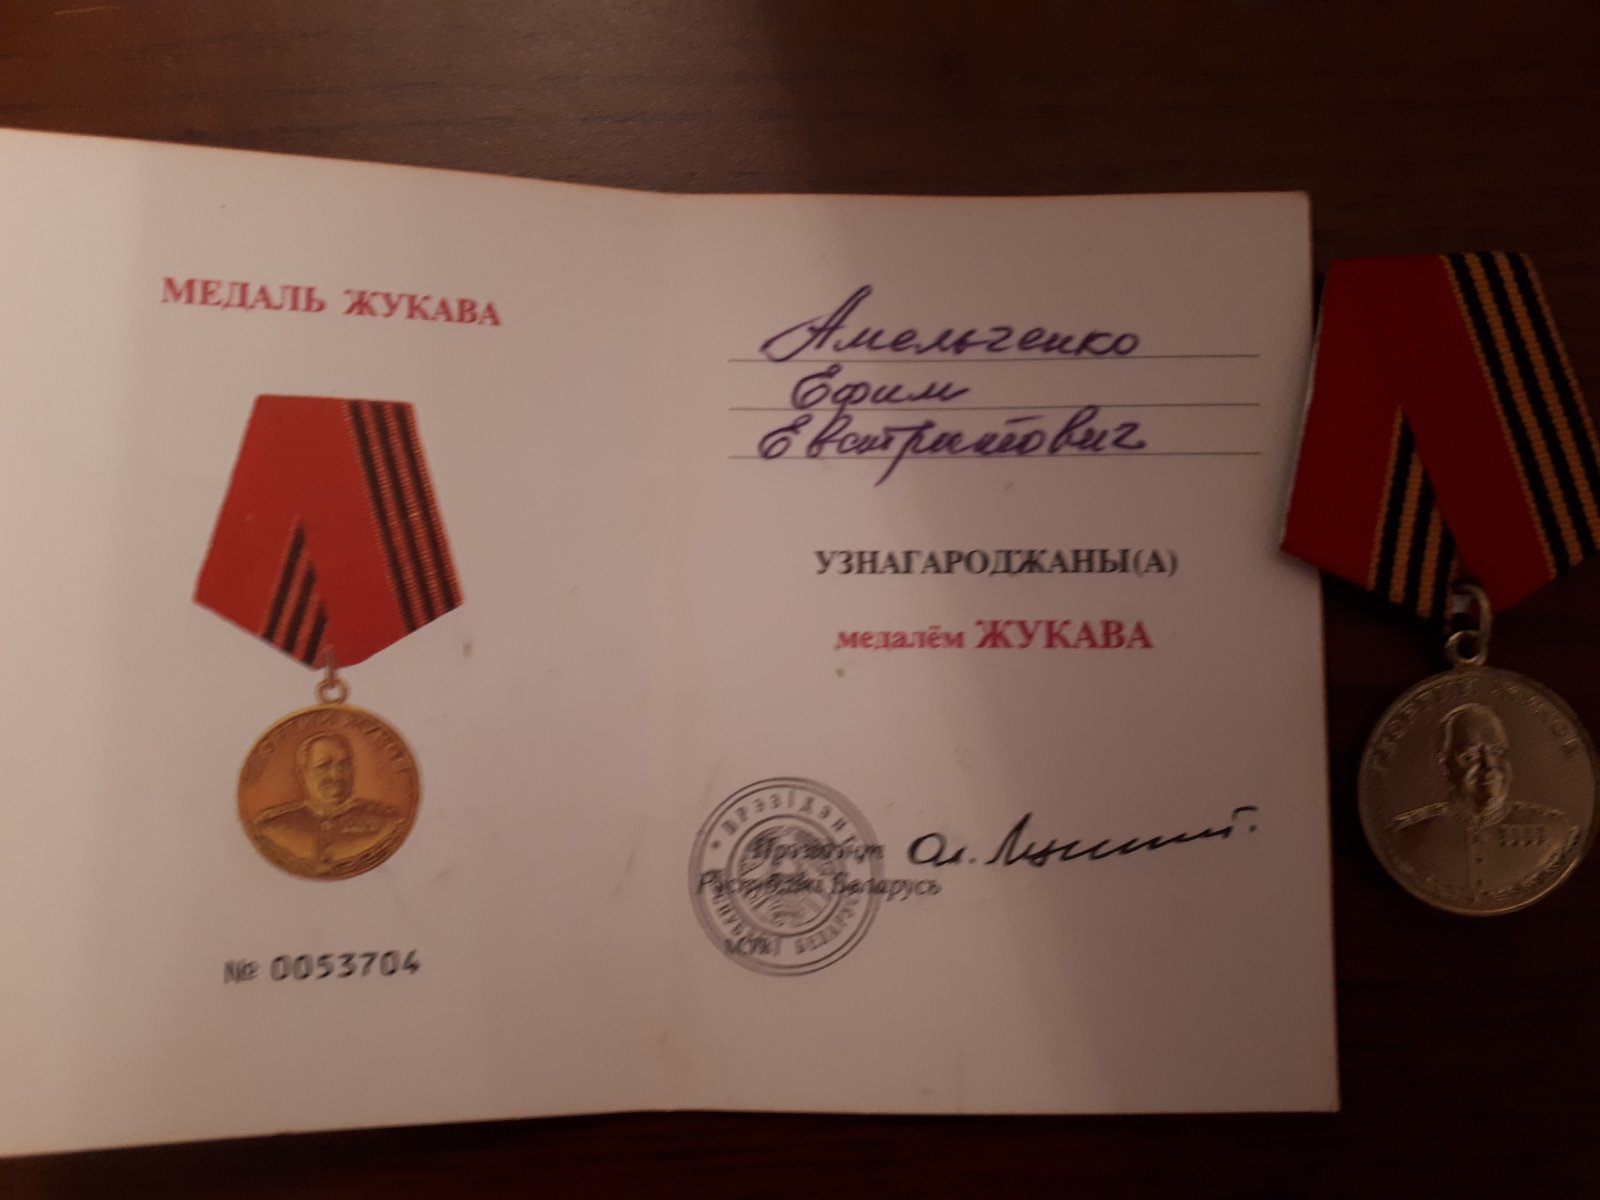 МЕДАЛЬ ЖУКАВА
№ 0053704
Амельченко
Ефим
Евстратович
УЗНАГАРОДЖАНЫ(А)
медалём ЖУКАВА
Прэзідэнт
Рэспублікі Беларусь
М.П.